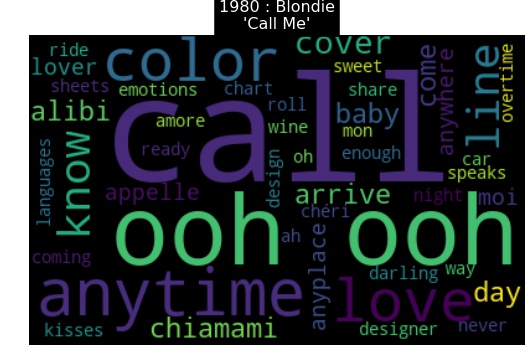 1980 : Blondie
'Call Me'
ride
color
cover
come
line
overtime
lover
sweet
anywhere
sheets
emotions
call
chart
share
alibi
amore
roll
baby
wine
mon
know
languages
ready
oh
enough
car
design
speaks
appelle
arrive
night
moi
ooh
chéri
ooh
ah
anyplace
coming
anytime
darling
way
love
day
kisses
chiamami
designer
never